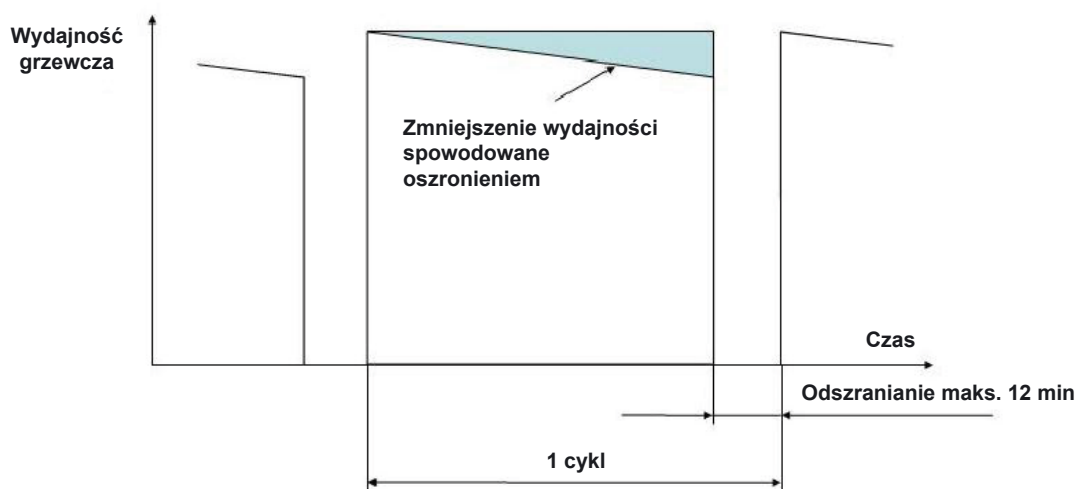 Wydajność
grzewcza
Zmniejszenie wydajności
spowodowane
oszronieniem
Czas
Odszranianie maks. 12 min
1 cykl